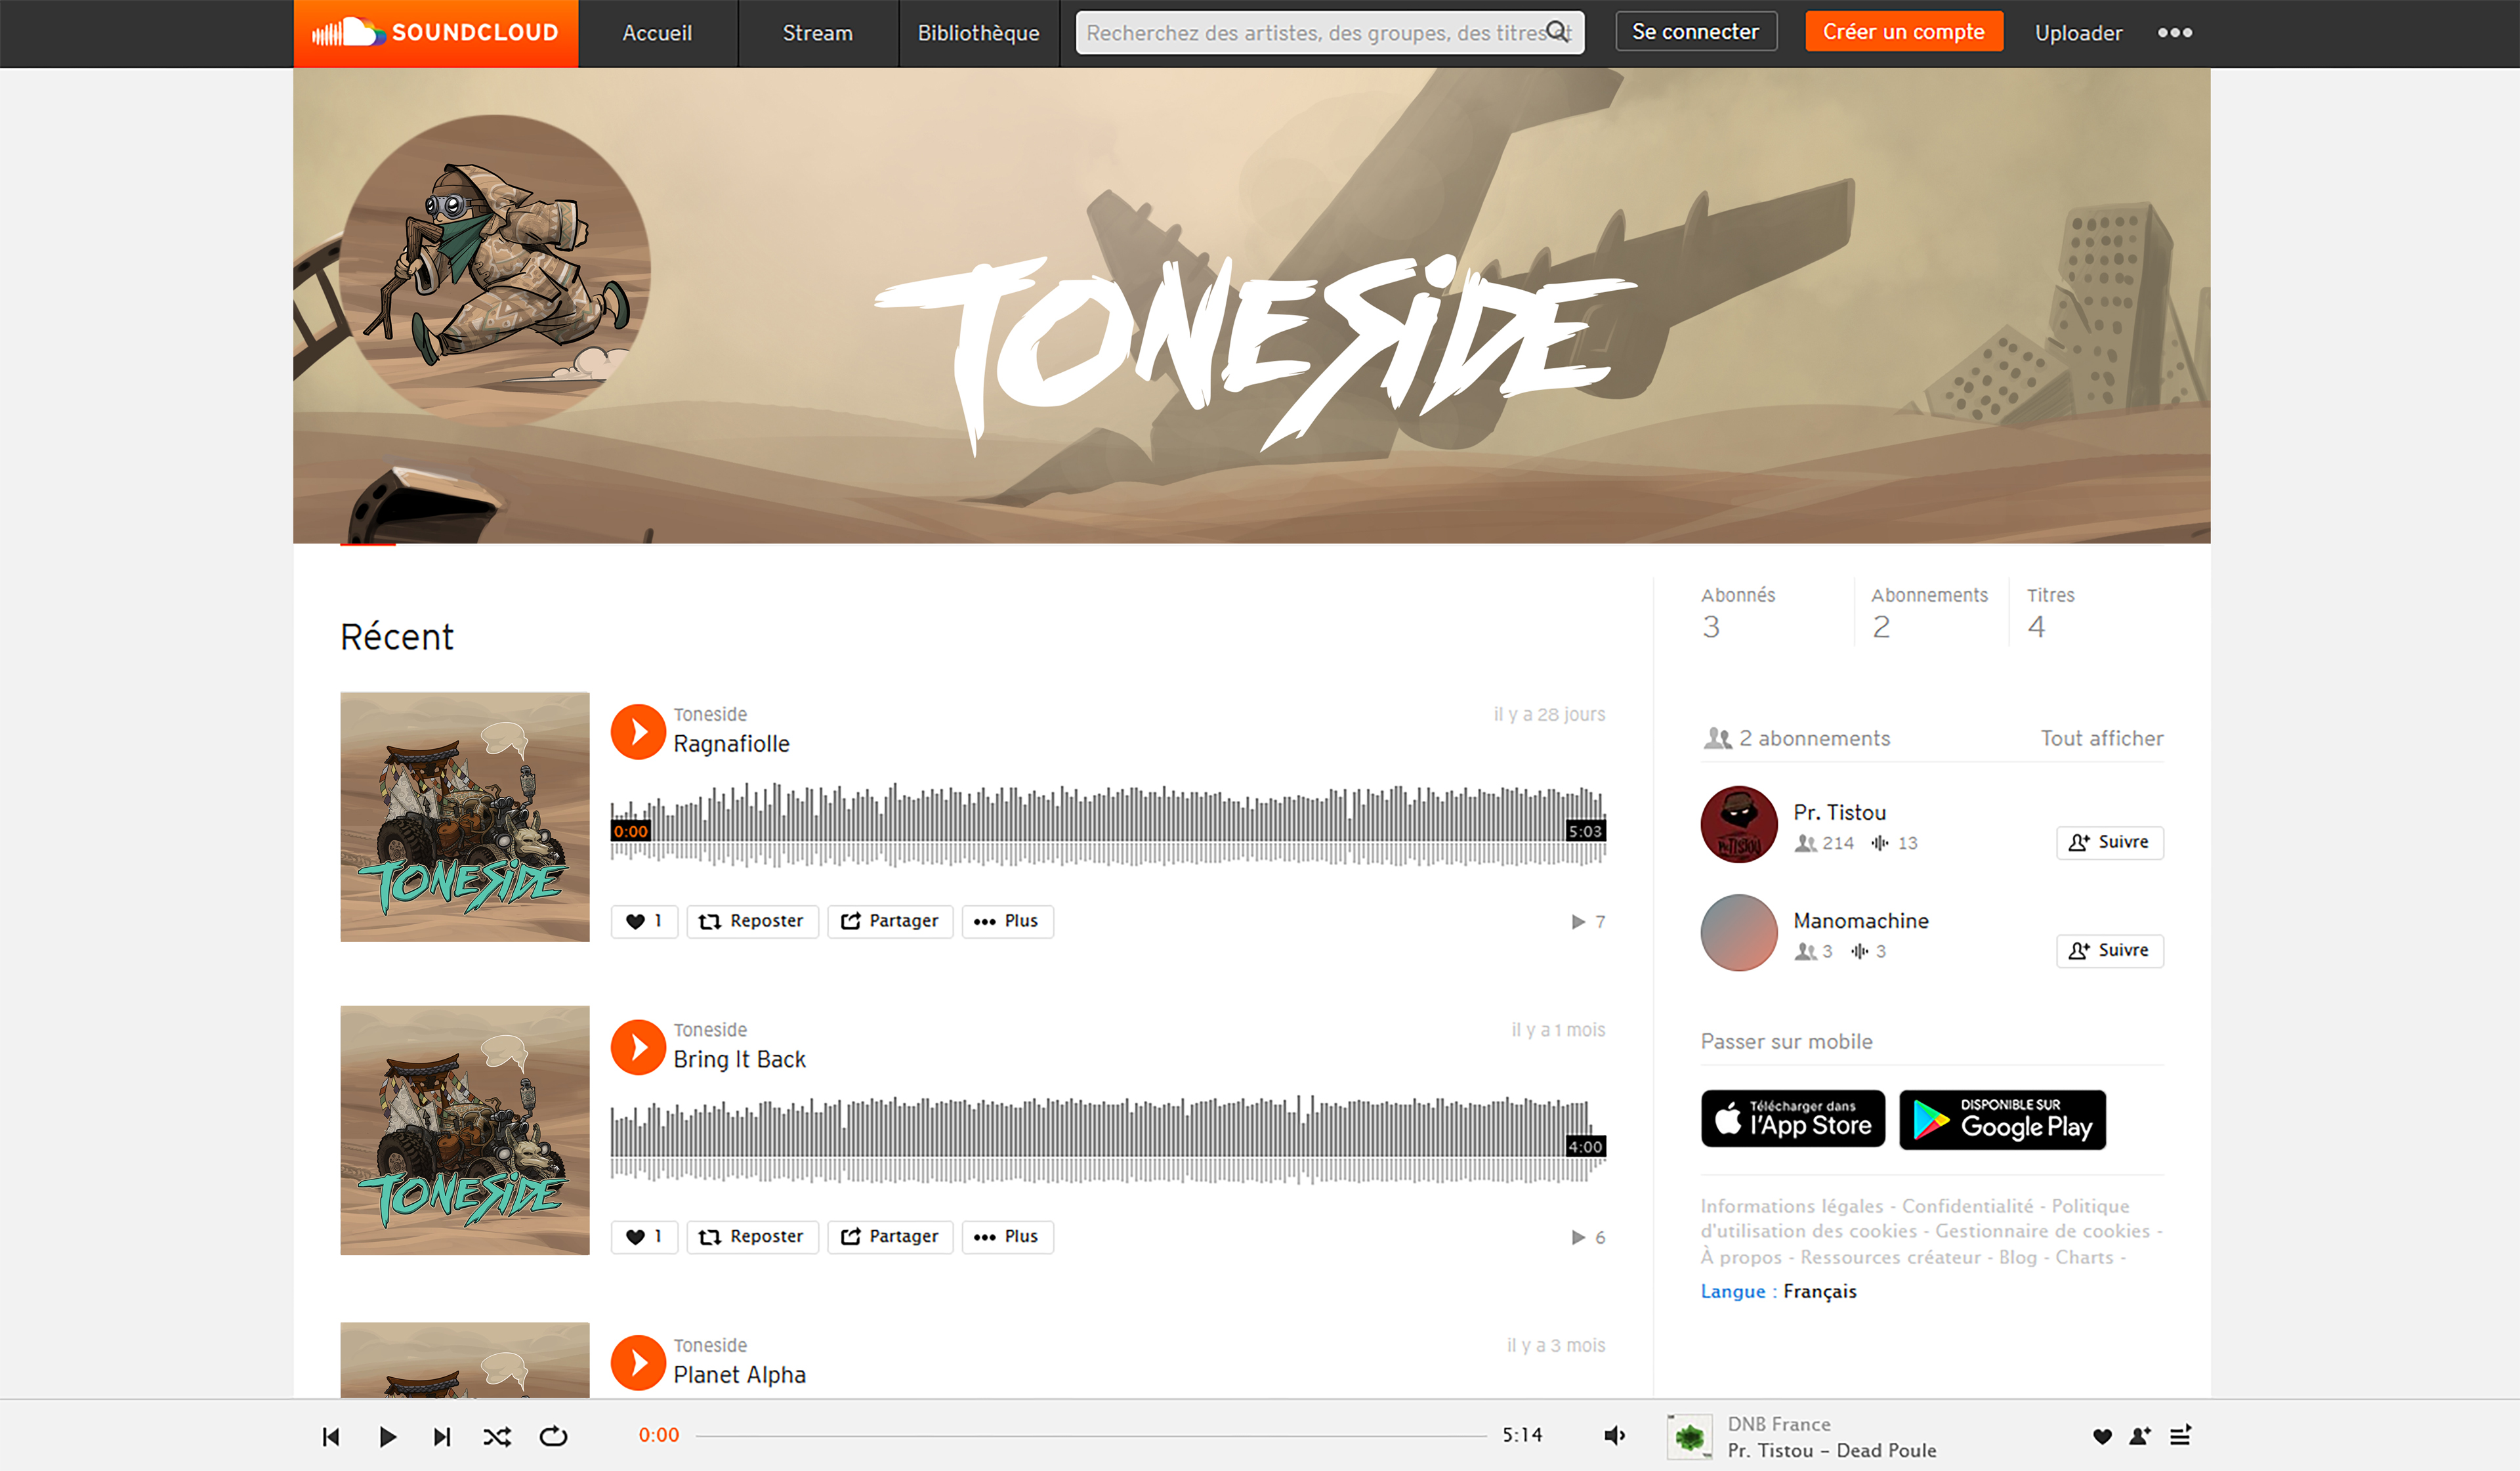 SOUNDCLOUD
Accueil
Stream
Bibliothèque
Recherchez des artistes, des groupes, des titres et
Se connecter
Créer un compte
Uploader
TONESIDE
Abonnés
3
Abonnements
2
Titres
4
Récent
Toneside
il y a 28 jours
Ragnafiolle
0:00
5:03
TONESIDE
1
Reposter
Partager
Plus
7
Toneside
il y a 1 mois
Bring It Back
4:00
TONESIDE
1
Reposter
Partager
Plus
6
Toneside
il y a 3 mois
Planet Alpha
2 abonnements
Tout afficher
Pr. Tistou
214
13
Suivre
Pr.TISTOU
Manomachine
3
3
Suivre
Passer sur mobile
Télécharger dans
l'App Store
DISPONIBLE SUR
Google Play
Informations légales - Confidentialité - Politique
d'utilisation des cookies - Gestionnaire de cookies -
À propos - Ressources créateur - Blog - Charts -
Langue : Français
0:00
5:14
DNB France
Pr. Tistou – Dead Poule